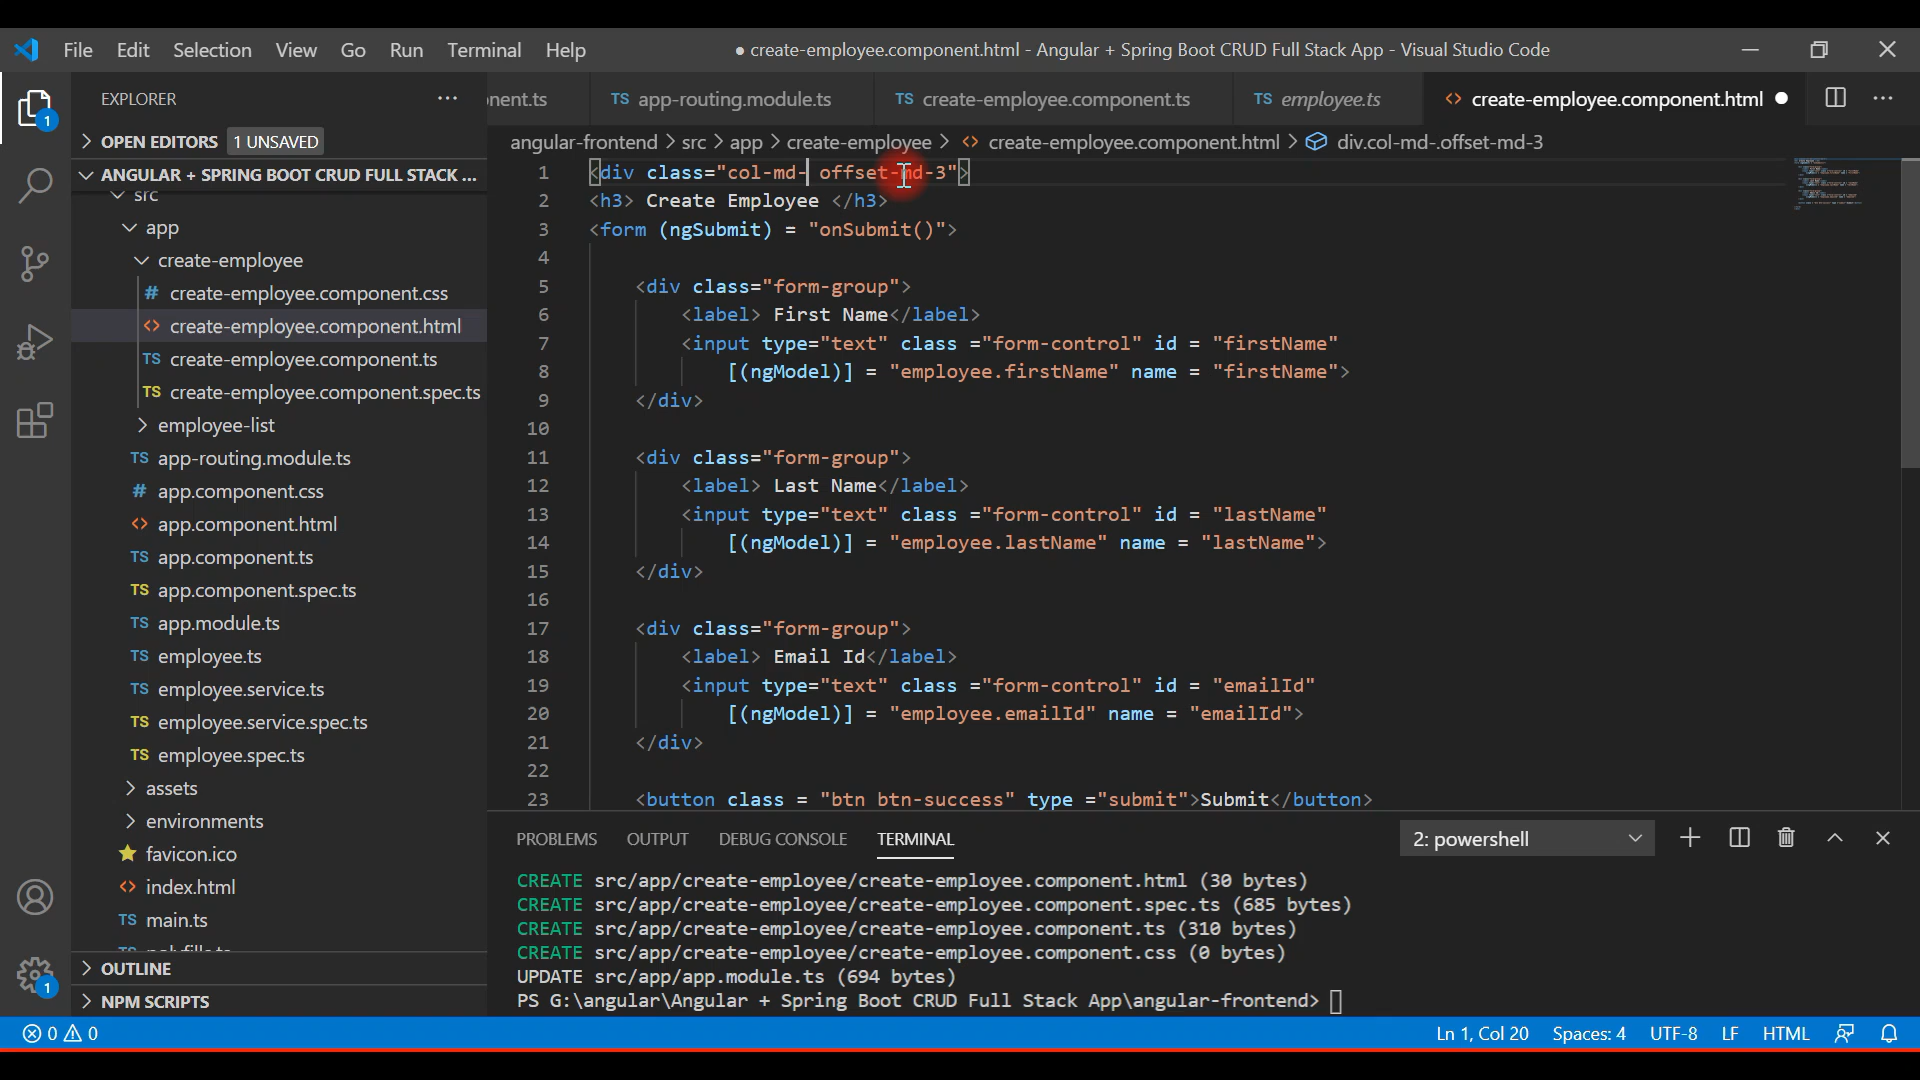 File Edit Selection View Go Run Terminal Help
● create-employee.component.html - Angular + Spring Boot CRUD Full Stack App - Visual Studio Code
EXPLORER ...
nent.ts
TS app-routing.module.ts
TS create-employee.component.ts
TS employee.ts
<> create-employee.component.html ●
1
OPEN EDITORS 1 UNSAVED
ANGULAR + SPRING BOOT CRUD FULL STACK ...
src
app
create-employee
# create-employee.component.css
<> create-employee.component.html
TS create-employee.component.ts
TS create-employee.component.spec.ts
employee-list
TS app-routing.module.ts
# app.component.css
<> app.component.html
TS app.component.ts
TS app.component.spec.ts
TS app.module.ts
TS employee.ts
TS employee.service.ts
TS employee.service.spec.ts
TS employee.spec.ts
assets
environments
favicon.ico
<> index.html
TS main.ts
OUTLINE
NPM SCRIPTS
1
angular-frontend > src > app > create-employee > <> create-employee.component.html > div.col-md-.offset-md-3
1 <div class="col-md- offset-md-3">
2 <h3> Create Employee </h3>
3 <form (ngSubmit) = "onSubmit()">
4
5 <div class="form-group">
6 <label> First Name</label>
7 <input type="text" class ="form-control" id = "firstName"
8 [(ngModel)] = "employee.firstName" name = "firstName">
9 </div>
10
11 <div class="form-group">
12 <label> Last Name</label>
13 <input type="text" class ="form-control" id = "lastName"
14 [(ngModel)] = "employee.lastName" name = "lastName">
15 </div>
16
17 <div class="form-group">
18 <label> Email Id</label>
19 <input type="text" class ="form-control" id = "emailId"
20 [(ngModel)] = "employee.emailId" name = "emailId">
21 </div>
22
23 <button class = "btn btn-success" type ="submit">Submit</button>
PROBLEMS OUTPUT DEBUG CONSOLE TERMINAL 2: powershell
CREATE src/app/create-employee/create-employee.component.html (30 bytes)
CREATE src/app/create-employee/create-employee.component.spec.ts (685 bytes)
CREATE src/app/create-employee/create-employee.component.ts (310 bytes)
CREATE src/app/create-employee/create-employee.component.css (0 bytes)
UPDATE src/app/app.module.ts (694 bytes)
PS G:\angular\Angular + Spring Boot CRUD Full Stack App\angular-frontend>
0 0 Ln 1, Col 20 Spaces: 4 UTF-8 LF HTML